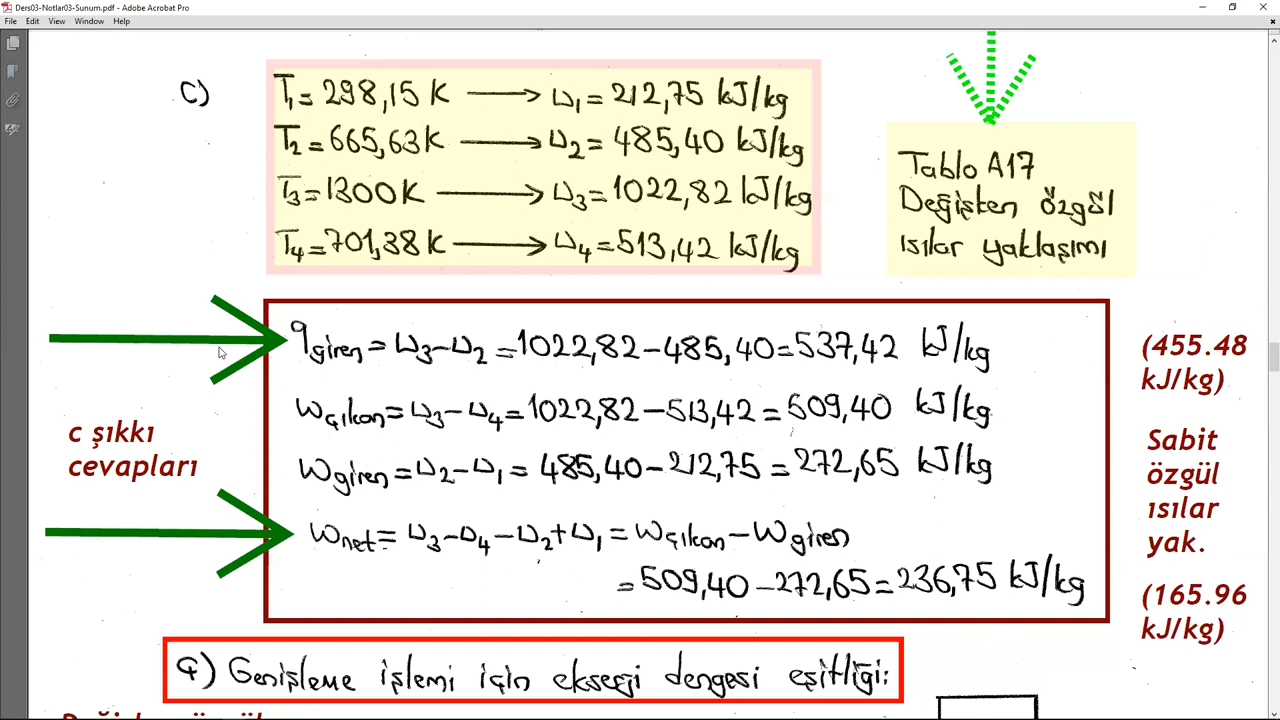 Ders03-Notlar03-Sunum.pdf - Adobe Acrobat Pro
File Edit View Window Help
c)
T1=298,15 K → u1=212,75 kJ/kg
T2=665,63K → u2=485,40 kJ/kg
T3=1300K → u3=1022,82 kJ/kg
T4=701,38K → u4=513,42 kJ/kg
Tablo A17
Değişken özgül
ısılar yaklaşımı
qgiren=u3-u2=1022,82-485,40=537,42 kJ/kg
wçıkan=u3-u4=1022,82-513,42=509,40 kJ/kg
wgiren=u2-u1=485,40-212,75=272,65 kJ/kg
wnet=u3-u4-u2+u1=wçıkan-wgiren
=509,40-272,65=236,75 kJ/kg
c şıkkı
cevapları
(455.48
kJ/kg)
Sabit
özgül
ısılar
yak.
(165.96
kJ/kg)
ç) Genişleme işlemi için ekserji dengesi eşitliği: